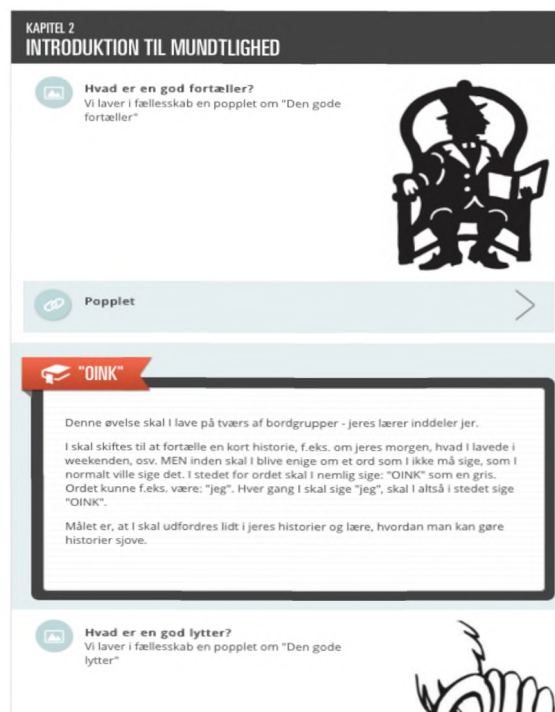 KAPITEL 2
INTRODUKTION TIL MUNDTLIGHED
Hvad er en god fortæller?
Vi laver i fællesskab en popplet om "Den gode
fortæller"
Popplet
"OINK"
Denne øvelse skal I lave på tværs af bordgrupper - jeres lærer inddeler jer.
I skal skiftes til at fortælle en kort historie, f.eks. om jeres morgen, hvad I lavede i
weekenden, osv. MEN inden skal I blive enige om et ord som I ikke må sige, som I
normalt ville sige det. I stedet for ordet skal I nemlig sige: "OINK" som en gris.
Ordet kunne f.eks. være: "jeg". Hver gang I skal sige "jeg", skal I altså i stedet sige
"OINK".
Målet er, at I skal udfordres lidt i jeres historier og lære, hvordan man kan gøre
historier sjove.
Hvad er en god lytter?
Vi laver i fællesskab en popplet om "Den gode
lytter"